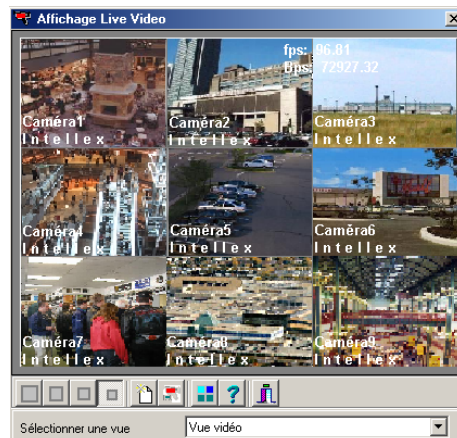 Affichage Live Video
fps: 96.81
Bps: 72927.32
Caméra1
Intellex
Caméra2
Intellex
Caméra3
Intellex
Caméra4
Intellex
Caméra5
Intellex
Caméra6
Intellex
Caméra7
Intellex
Caméra8
Intellex
Caméra9
Intellex
Sélectionner une vue
Vue vidéo